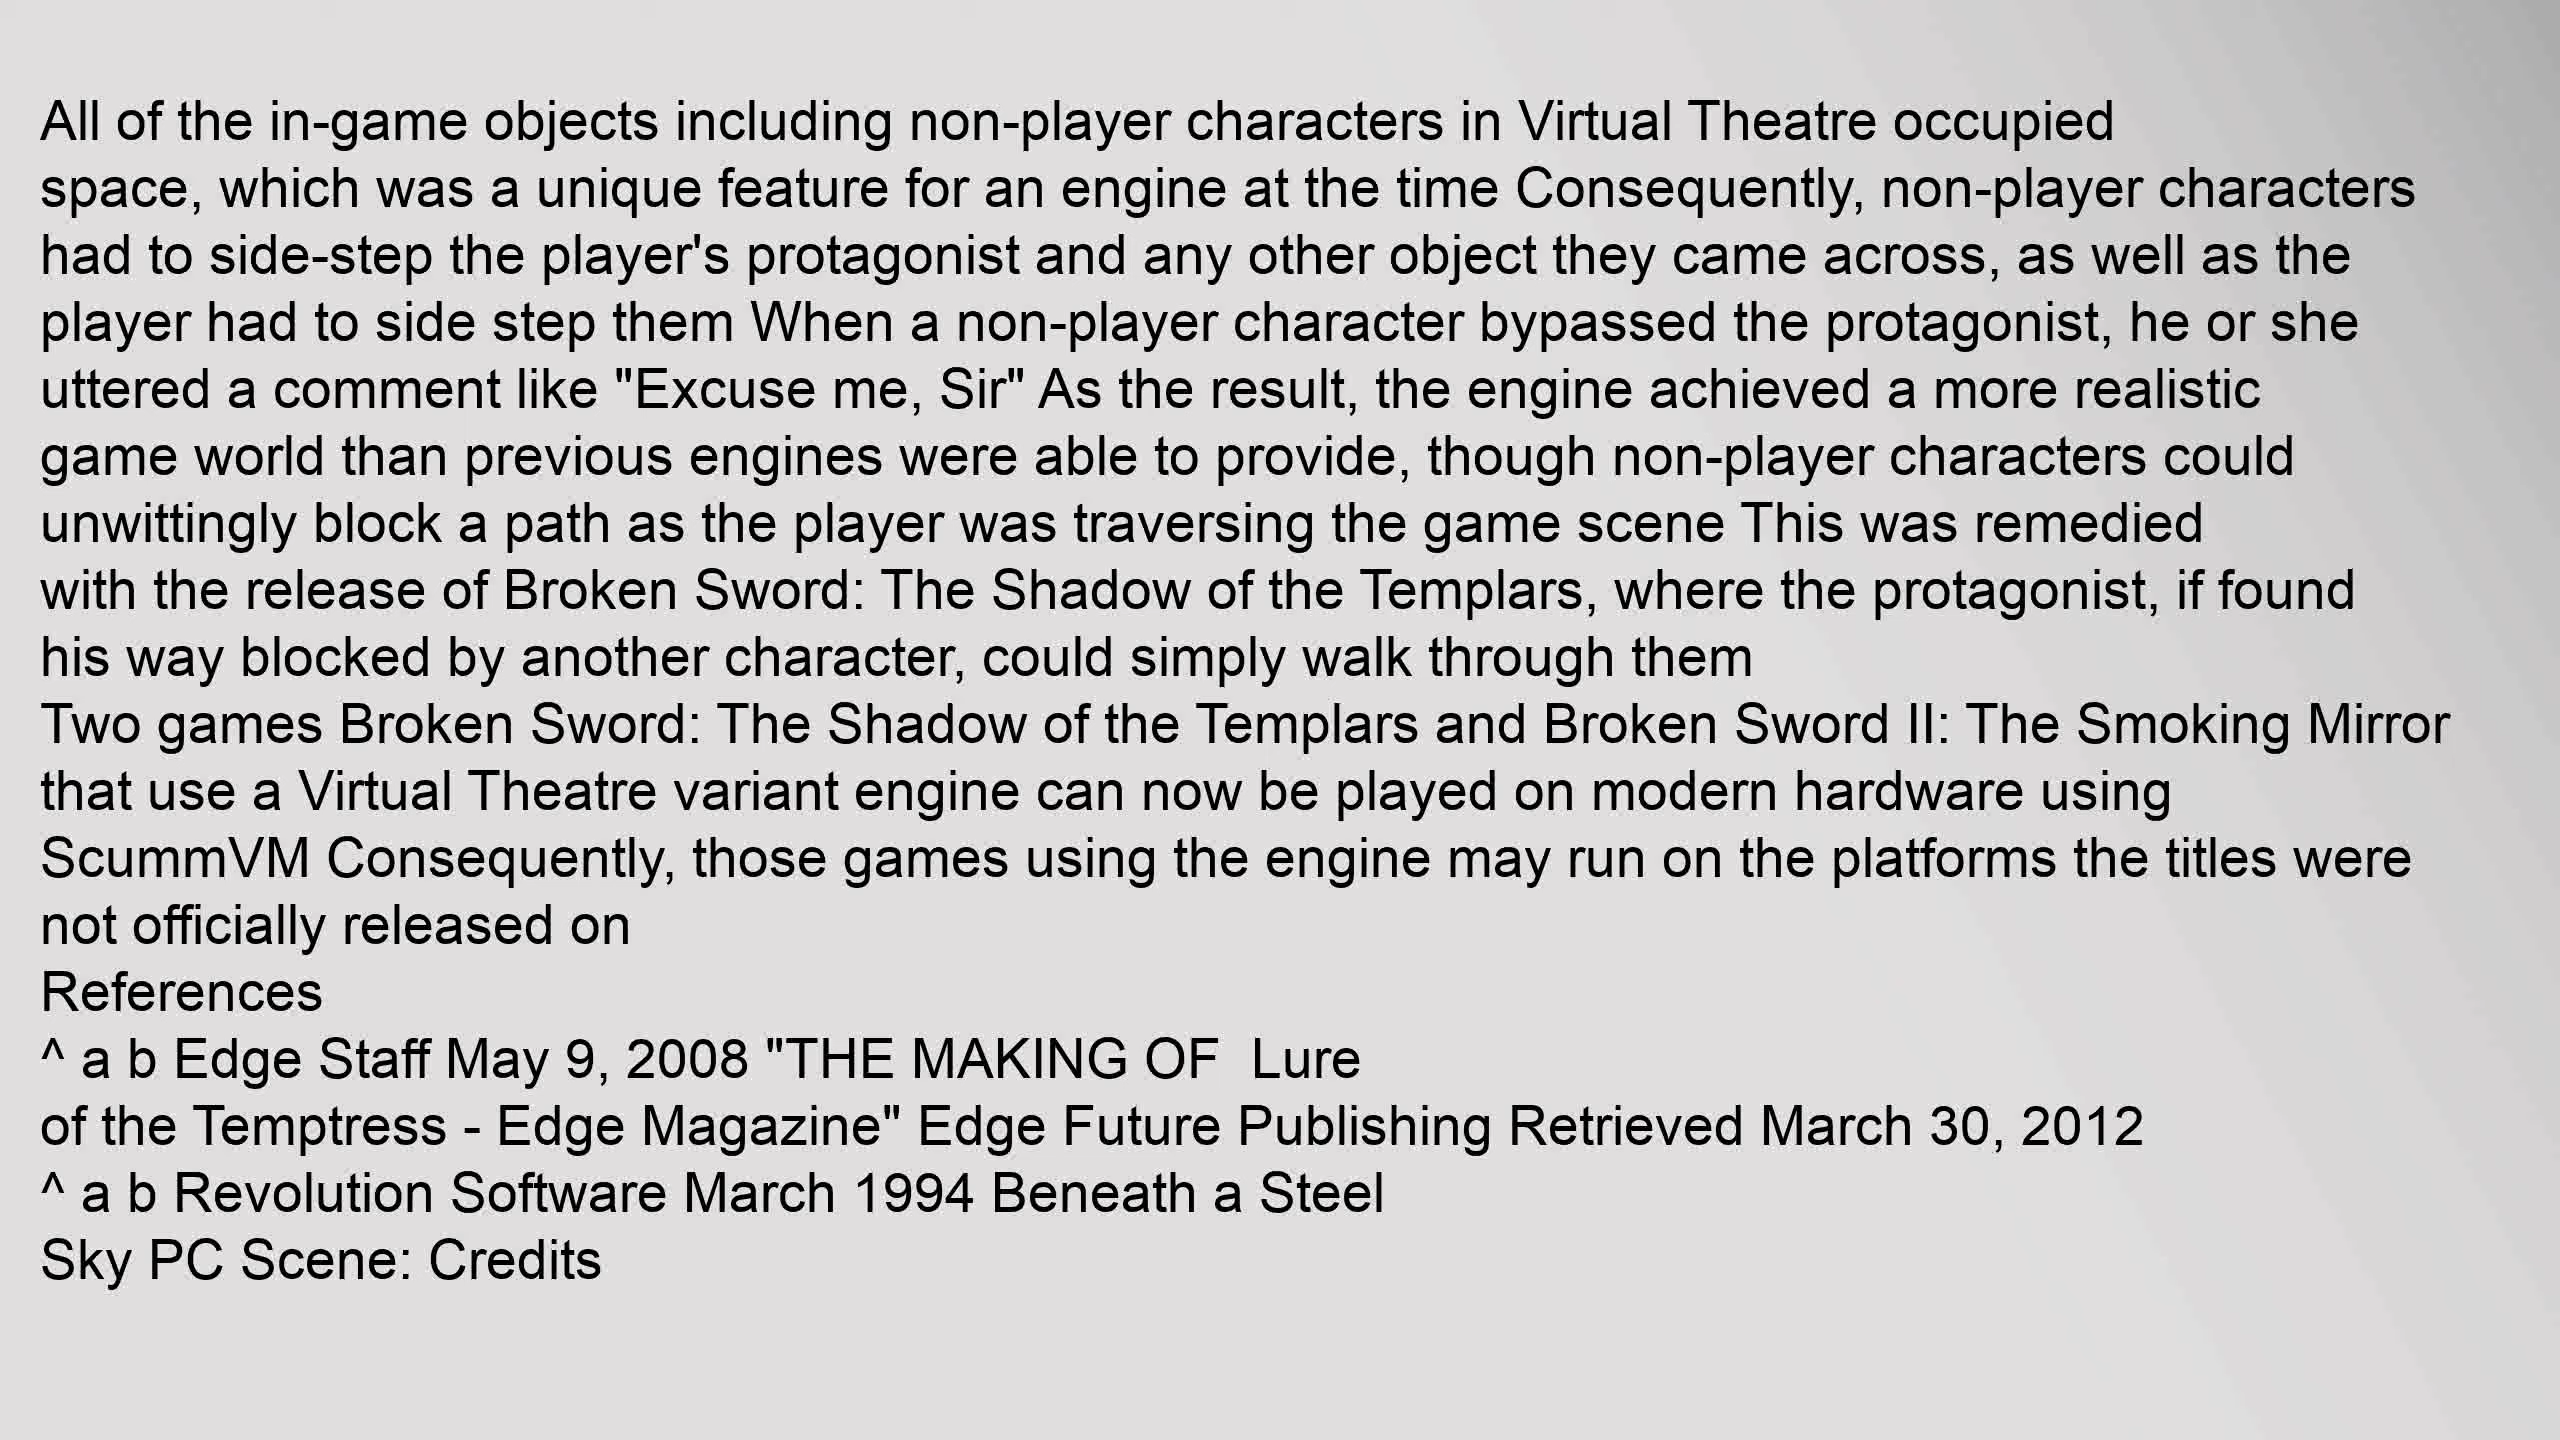 All of the in-game objects including non-player characters in Virtual Theatre occupied
space, which was a unique feature for an engine at the time Consequently, non-player characters
had to side-step the player's protagonist and any other object they came across, as well as the
player had to side step them When a non-player character bypassed the protagonist, he or she
uttered a comment like "Excuse me, Sir" As the result, the engine achieved a more realistic
game world than previous engines were able to provide, though non-player characters could
unwittingly block a path as the player was traversing the game scene This was remedied
with the release of Broken Sword: The Shadow of the Templars, where the protagonist, if found
his way blocked by another character, could simply walk through them
Two games Broken Sword: The Shadow of the Templars and Broken Sword II: The Smoking Mirror
that use a Virtual Theatre variant engine can now be played on modern hardware using
ScummVM Consequently, those games using the engine may run on the platforms the titles were
not officially released on
References
^ a b Edge Staff May 9, 2008 "THE MAKING OF  Lure
of the Temptress - Edge Magazine" Edge Future Publishing Retrieved March 30, 2012
^ a b Revolution Software March 1994 Beneath a Steel
Sky PC Scene: Credits